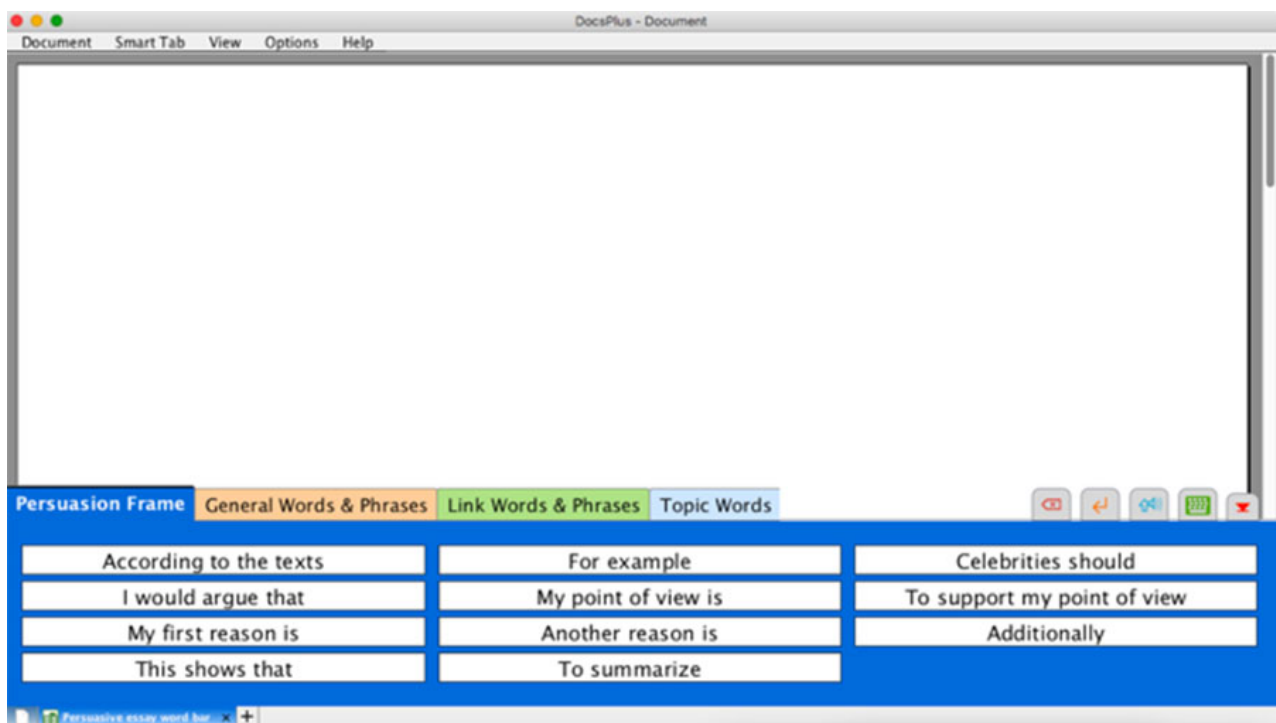 DocsPlus - Document
Document Smart Tab View Options Help
Persuasion Frame General Words & Phrases Link Words & Phrases Topic Words
According to the texts For example Celebrities should
I would argue that My point of view is To support my point of view
My first reason is Another reason is Additionally
This shows that To summarize
Persuasive essay word bar x +